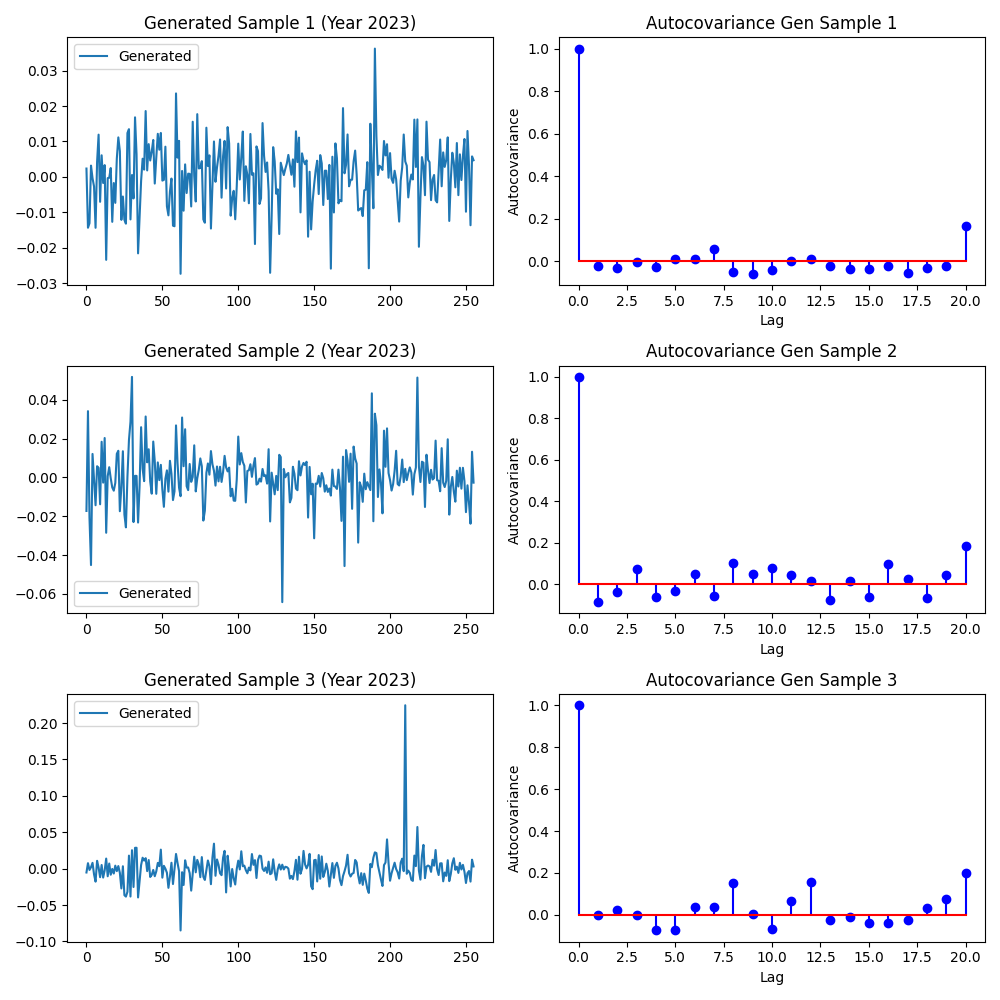 Generated Sample 1 (Year 2023)
Generated
0.03
0.02
0.01
0.00
−0.01
−0.02
−0.03
0 50 100 150 200 250
Autocovariance Gen Sample 1
Autocovariance
1.0
0.8
0.6
0.4
0.2
0.0
0.0 2.5 5.0 7.5 10.0 12.5 15.0 17.5 20.0
Lag
Generated Sample 2 (Year 2023)
0.04
0.02
0.00
−0.02
−0.04
−0.06
Generated
0 50 100 150 200 250
Autocovariance Gen Sample 2
Autocovariance
1.0
0.8
0.6
0.4
0.2
0.0
0.0 2.5 5.0 7.5 10.0 12.5 15.0 17.5 20.0
Lag
Generated Sample 3 (Year 2023)
Generated
0.20
0.15
0.10
0.05
0.00
−0.05
−0.10
0 50 100 150 200 250
Autocovariance Gen Sample 3
Autocovariance
1.0
0.8
0.6
0.4
0.2
0.0
0.0 2.5 5.0 7.5 10.0 12.5 15.0 17.5 20.0
Lag